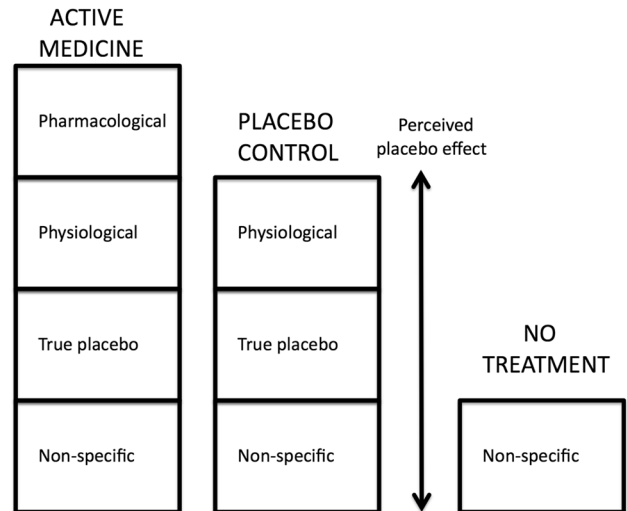 ACTIVE
MEDICINE
Pharmacological
Physiological
True placebo
Non-specific
PLACEBO
CONTROL
Physiological
True placebo
Non-specific
Perceived
placebo effect
NO
TREATMENT
Non-specific